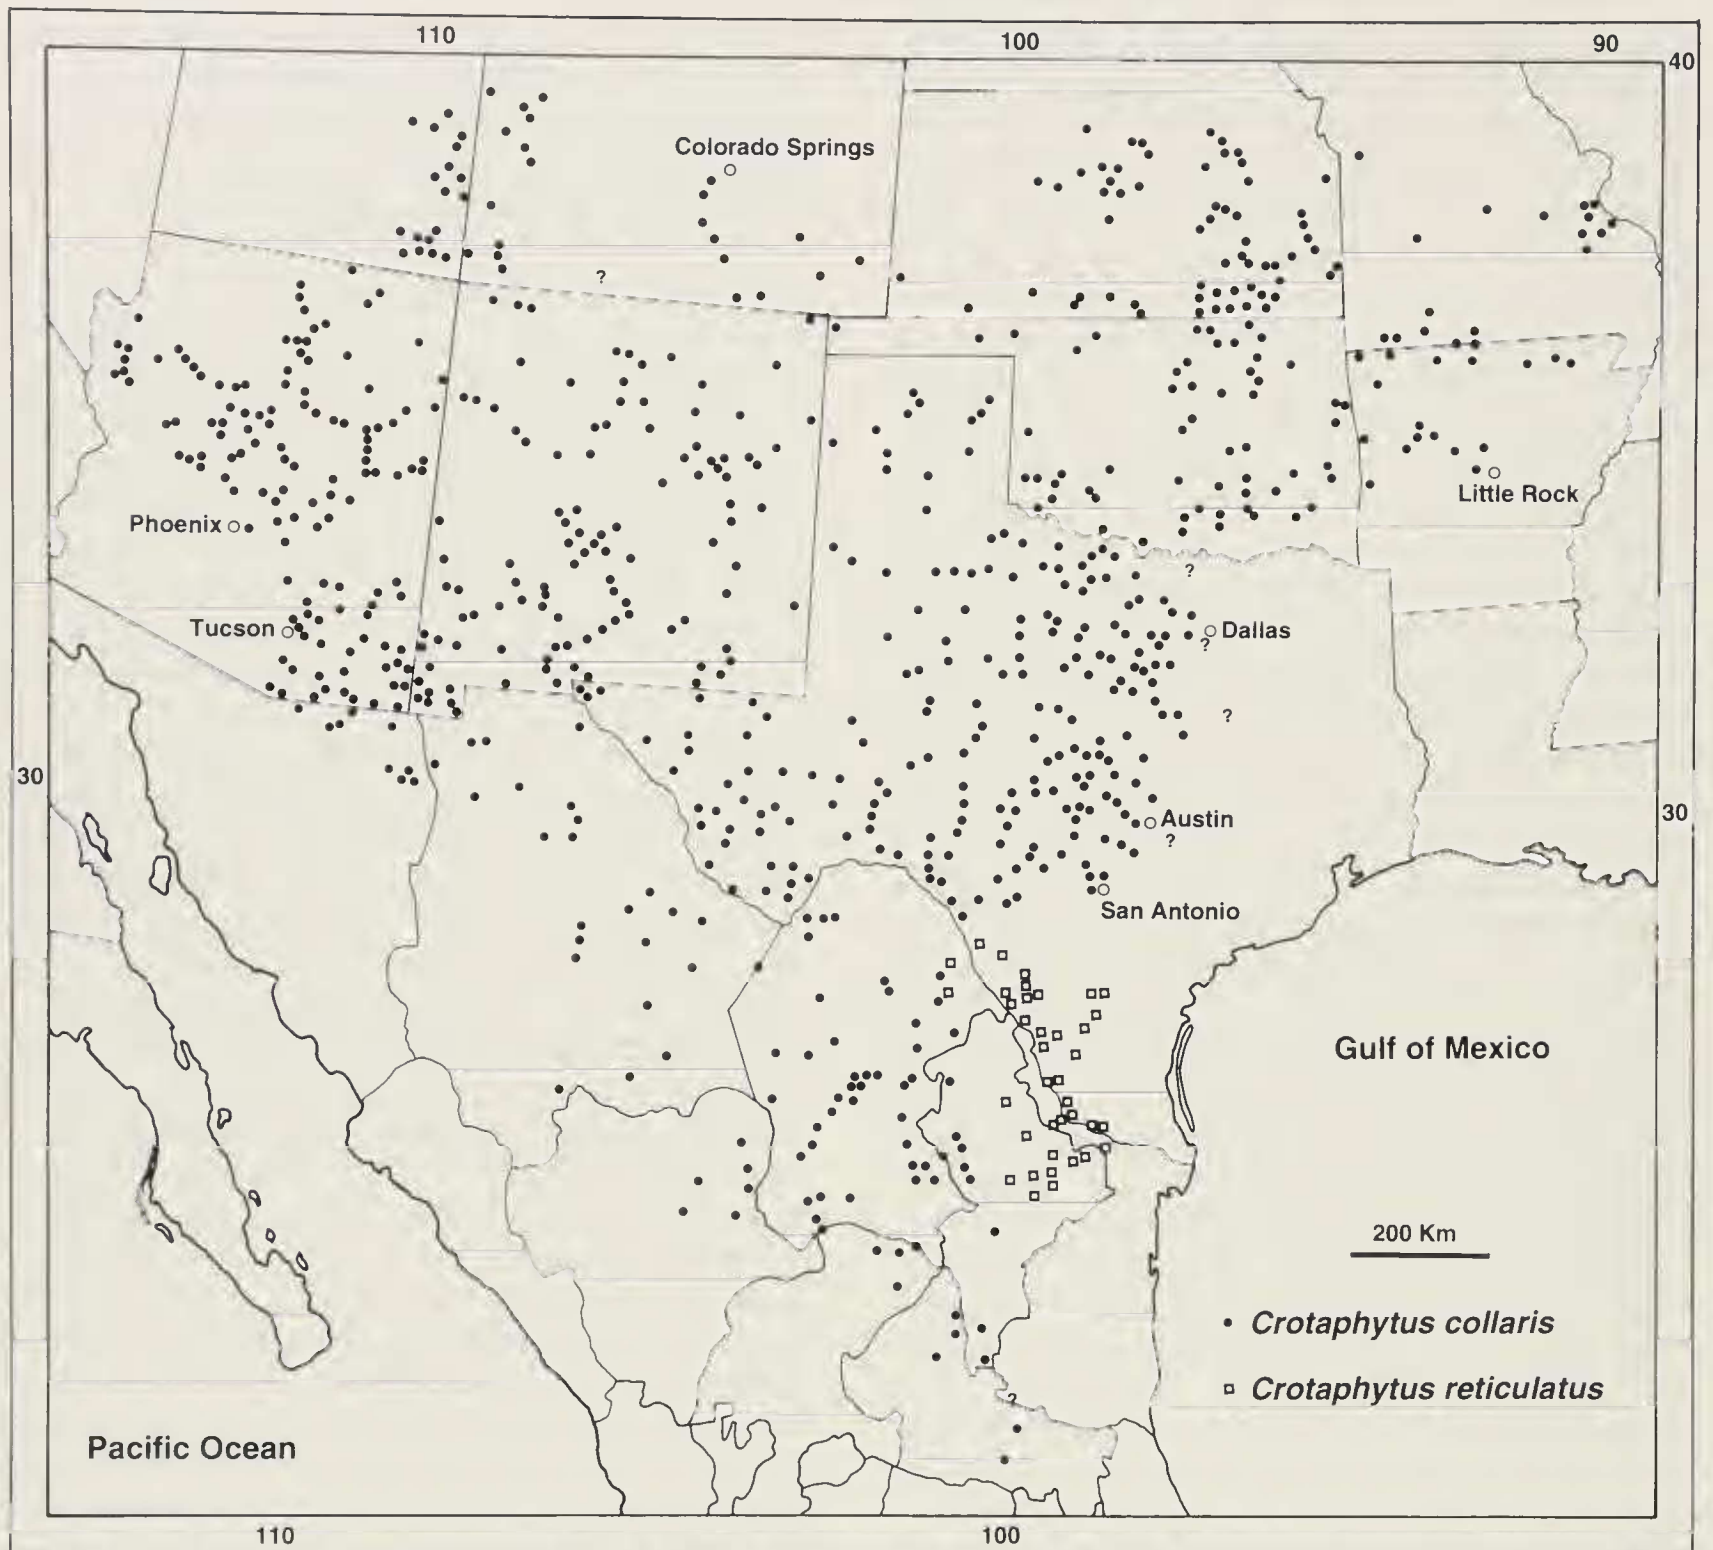 110
100
90
40
Colorado Springs
?
Little Rock
Phoenix
?
Tucson
Dallas
?
?
30
30
Austin
?
San Antonio
Gulf of Mexico
200 Km
Crotaphytus collaris
Crotaphytus reticulatus
?
Pacific Ocean
110
100